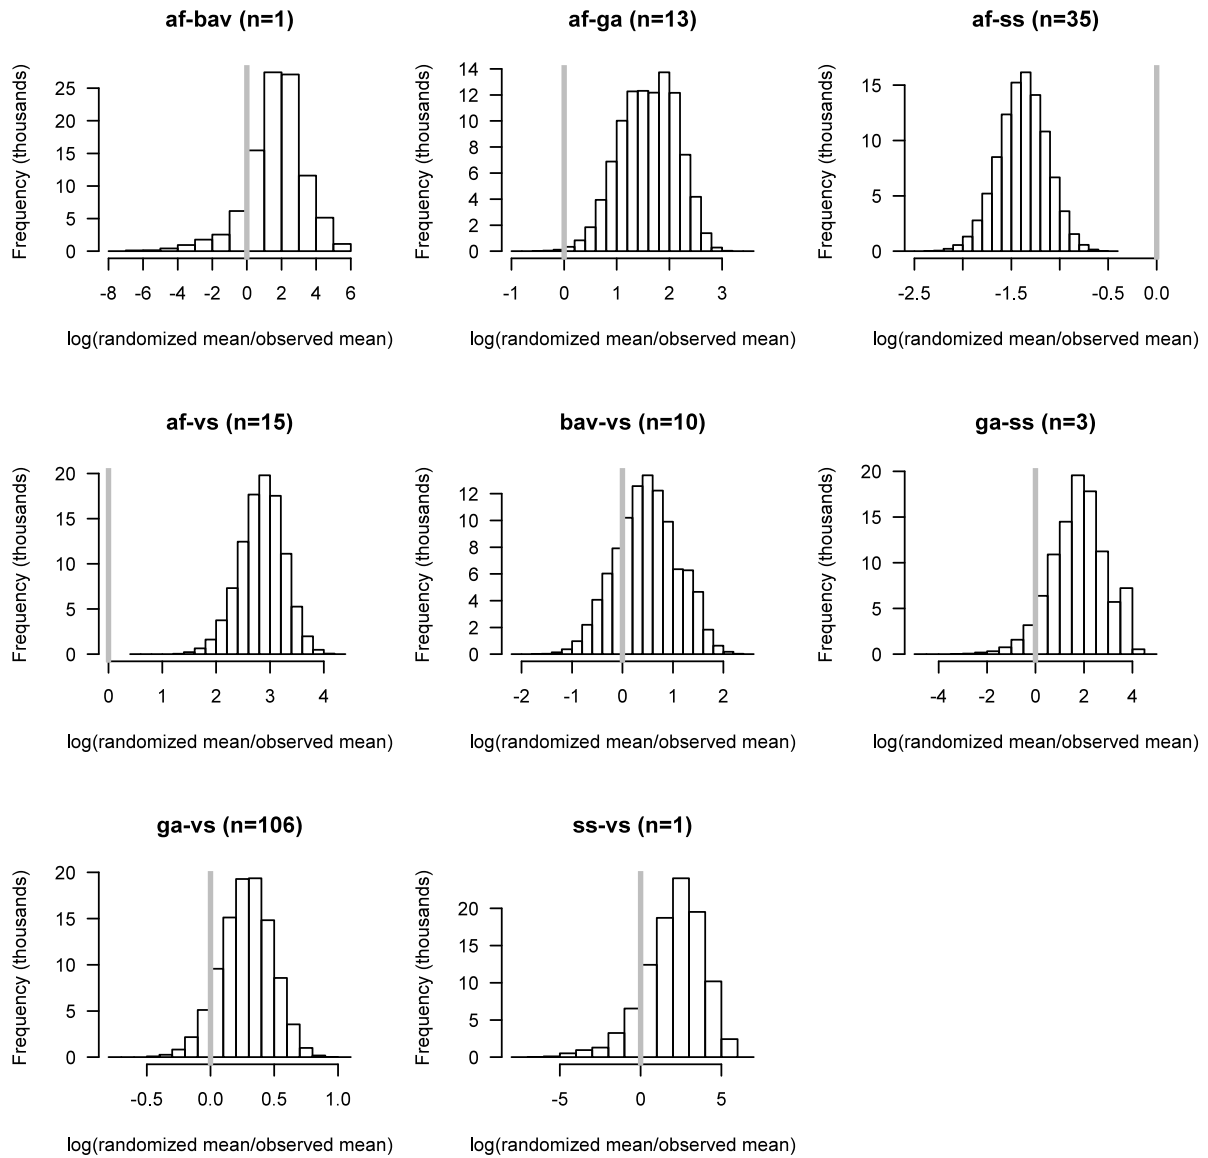 af-bav (n=1)
Frequency (thousands)
25
20
15
10
5
0
-8 -6 -4 -2 0 2 4 6
log(randomized mean/observed mean)
af-ga (n=13)
Frequency (thousands)
14
12
10
8
6
4
2
0
-1 0 1 2 3
log(randomized mean/observed mean)
af-ss (n=35)
Frequency (thousands)
15
10
5
0
-2.5 -1.5 -0.5 0.0
log(randomized mean/observed mean)
af-vs (n=15)
Frequency (thousands)
20
15
10
5
0
0 1 2 3 4
log(randomized mean/observed mean)
bav-vs (n=10)
Frequency (thousands)
12
10
8
6
4
2
0
-2 -1 0 1 2
log(randomized mean/observed mean)
ga-ss (n=3)
Frequency (thousands)
20
15
10
5
0
-4 -2 0 2 4
log(randomized mean/observed mean)
ga-vs (n=106)
Frequency (thousands)
20
15
10
5
0
-0.5 0.0 0.5 1.0
log(randomized mean/observed mean)
ss-vs (n=1)
Frequency (thousands)
20
15
10
5
0
-5 0 5
log(randomized mean/observed mean)